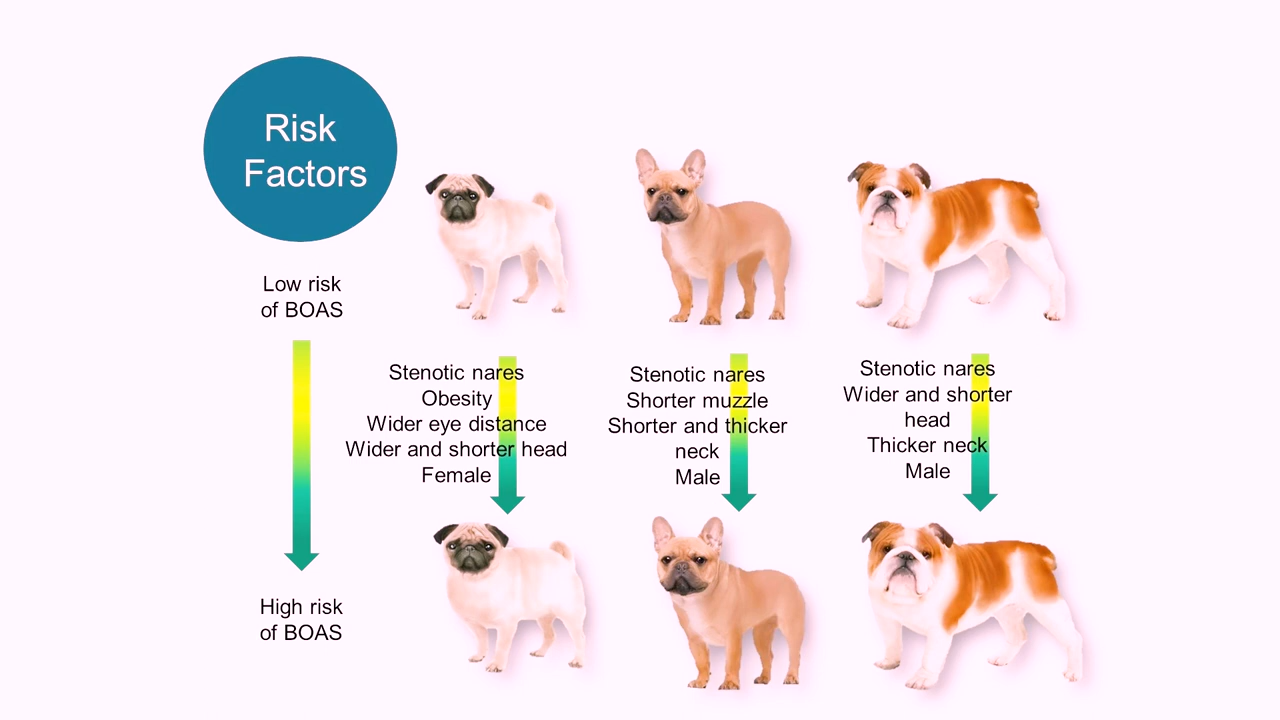 Risk
Factors
Low risk
of BOAS
Stenotic nares
Obesity
Wider eye distance
Wider and shorter head
Female
Stenotic nares
Shorter muzzle
Shorter and thicker
neck
Male
Stenotic nares
Wider and shorter
head
Thicker neck
Male
High risk
of BOAS